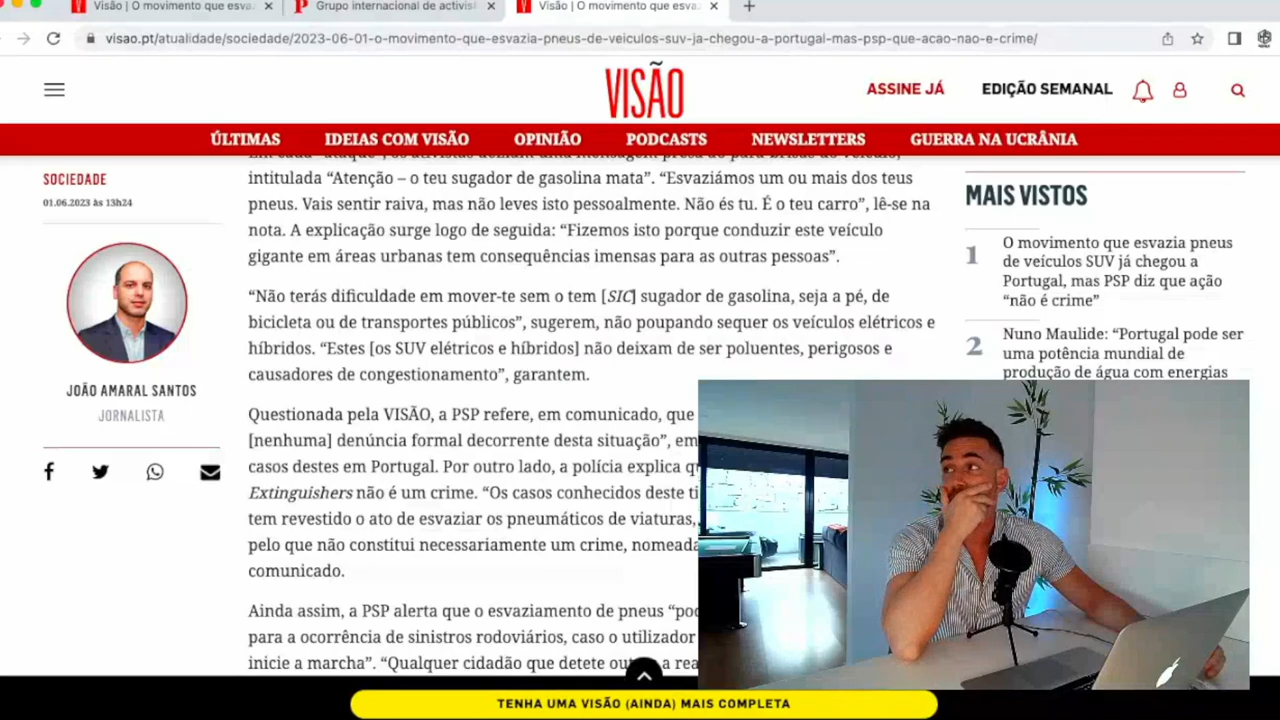 Visão | O movimento que esva
Grupo internacional de activis
Visão | O movimento que esva
visao.pt/atualidade/sociedade/2023-06-01-o-movimento-que-esvazia-pneus-de-veiculos-suv-ja-chegou-a-portugal-mas-psp-que-acao-nao-e-crime/
VISÃO
ASSINE JÁ
EDIÇÃO SEMANAL
ÚLTIMAS
IDEIAS COM VISÃO
OPINIÃO
PODCASTS
NEWSLETTERS
GUERRA NA UCRÂNIA
SOCIEDADE
01.06.2023 às 13h24
JOÃO AMARAL SANTOS
JORNALISTA
intitulada “Atenção – o teu sugador de gasolina mata”. “Esvaziámos um ou mais dos teus
pneus. Vais sentir raiva, mas não leves isto pessoalmente. Não és tu. É o teu carro”, lê-se na
nota. A explicação surge logo de seguida: “Fizemos isto porque conduzir este veículo
gigante em áreas urbanas tem consequências imensas para as outras pessoas”.
“Não terás dificuldade em mover-te sem o tem [SIC] sugador de gasolina, seja a pé, de
bicicleta ou de transportes públicos”, sugerem, não poupando sequer os veículos elétricos e
híbridos. “Estes [os SUV elétricos e híbridos] não deixam de ser poluentes, perigosos e
causadores de congestionamento”, garantem.
Questionada pela VISÃO, a PSP refere, em comunicado, que
[nenhuma] denúncia formal decorrente desta situação”, em
casos destes em Portugal. Por outro lado, a polícia explica q
Extinguishers não é um crime. “Os casos conhecidos deste ti
tem revestido o ato de esvaziar os pneumáticos de viaturas,
pelo que não constitui necessariamente um crime, nomeada
comunicado.
Ainda assim, a PSP alerta que o esvaziamento de pneus “pod
para a ocorrência de sinistros rodoviários, caso o utilizador
inicie a marcha”. “Qualquer cidadão que detete ou a rea
MAIS VISTOS
1
O movimento que esvazia pneus
de veículos SUV já chegou a
Portugal, mas PSP diz que ação
“não é crime”
2
Nuno Maulide: “Portugal pode ser
uma potência mundial de
produção de água com energias
TENHA UMA VISÃO (AINDA) MAIS COMPLETA